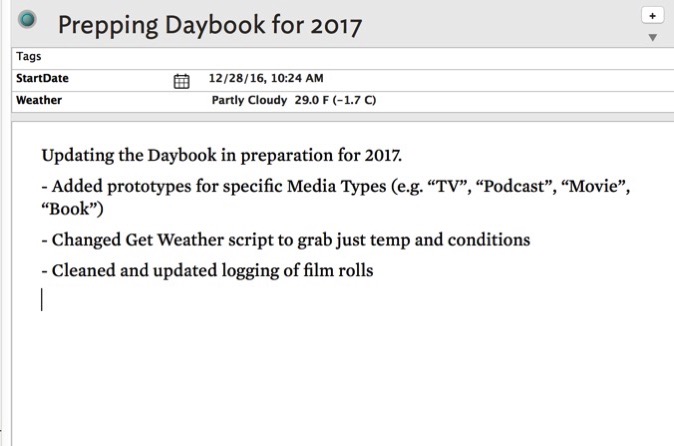 Prepping Daybook for 2017
+
Tags
StartDate 12/28/16, 10:24 AM
Weather Partly Cloudy 29.0 F (-1.7 C)
Updating the Daybook in preparation for 2017.
- Added prototypes for specific Media Types (e.g. “TV”, “Podcast”, “Movie”,
“Book”)
- Changed Get Weather script to grab just temp and conditions
- Cleaned and updated logging of film rolls